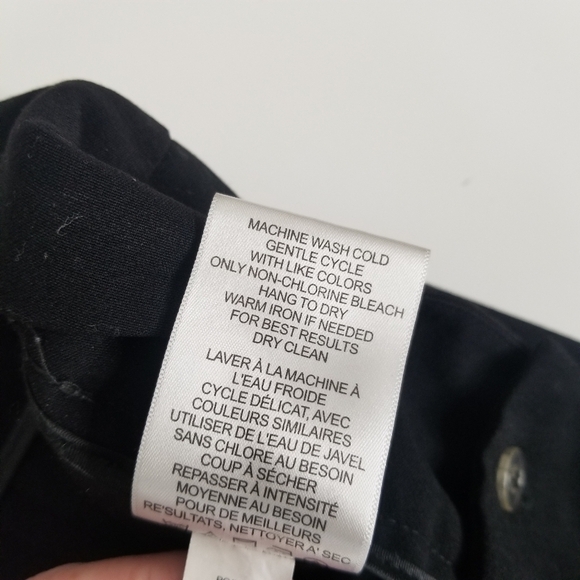 MACHINE WASH COLD
GENTLE CYCLE
WITH LIKE COLORS
ONLY NON-CHLORINE BLEACH
HANG TO DRY
WARM IRON IF NEEDED
FOR BEST RESULTS
DRY CLEAN
LAVER À LA MACHINE À
L'EAU FROIDE
CYCLE DÉLICAT, AVEC
COULEURS SIMILAIRES
UTILISER DE L'EAU DE JAVEL
SANS CHLORE AU BESOIN
COUP À SÉCHER
REPASSER À INTENSITÉ
MOYENNE AU BESOIN
POUR DE MEILLEURS
RE'SULTATS, NETTOYER A' SEC